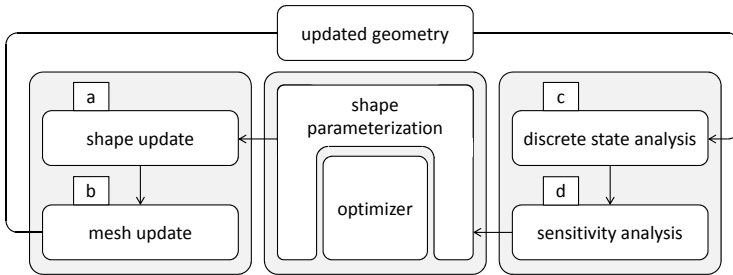 updated geometry
a
shape update
b
mesh update
shape
parameterization
optimizer
c
discrete state analysis
d
sensitivity analysis